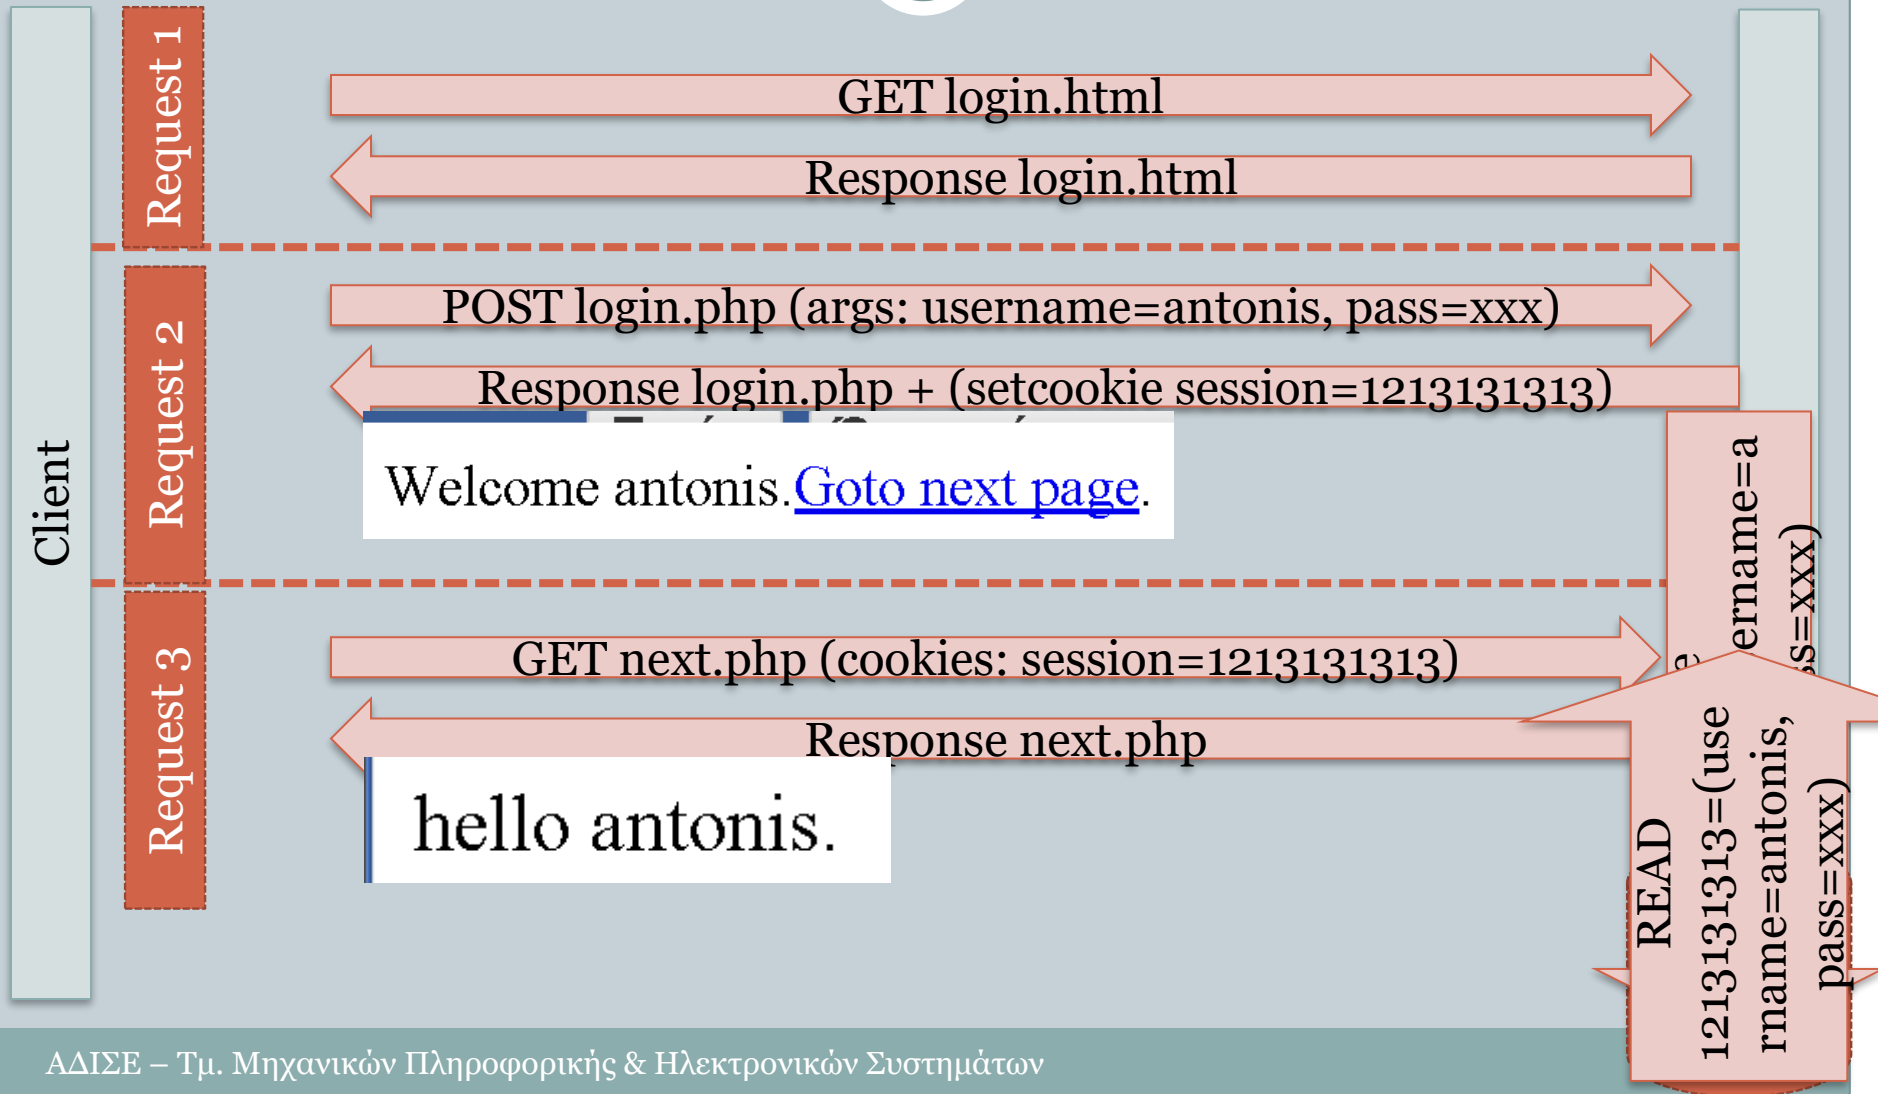 Client
Request 1
GET login.html
Response login.html
Request 2
POST login.php (args: username=antonis, pass=xxx)
Response login.php + (setcookie session=1213131313)
Welcome antonis.Goto next page.
Request 3
GET next.php (cookies: session=1213131313)
Response next.php
hello antonis.
READ
1213131313=(use
rname=antonis,
pass=xxx)
ΑΔΙΣΕ – Τμ. Μηχανικών Πληροφορικής & Ηλεκτρονικών Συστημάτων